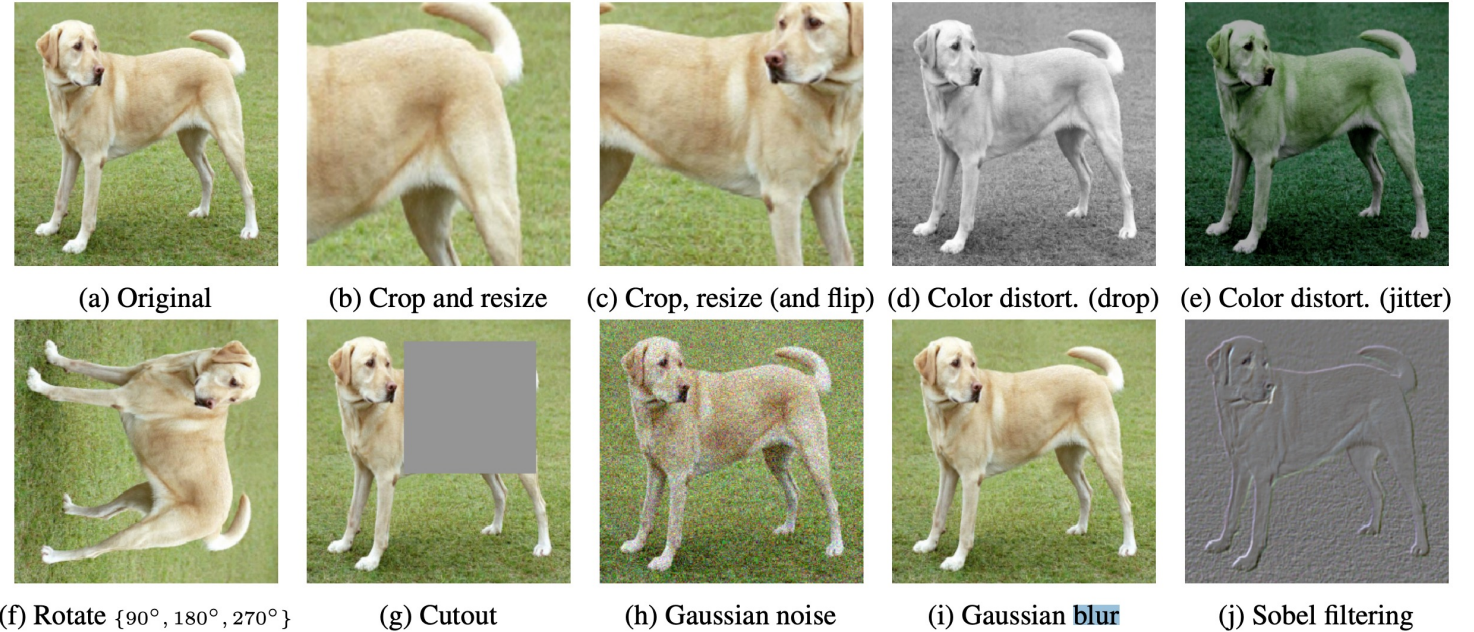 (a) Original
(b) Crop and resize
(c) Crop, resize (and flip)
(d) Color distort. (drop)
(e) Color distort. (jitter)
(f) Rotate {90°, 180°, 270°}
(g) Cutout
(h) Gaussian noise
(i) Gaussian blur
(j) Sobel filtering